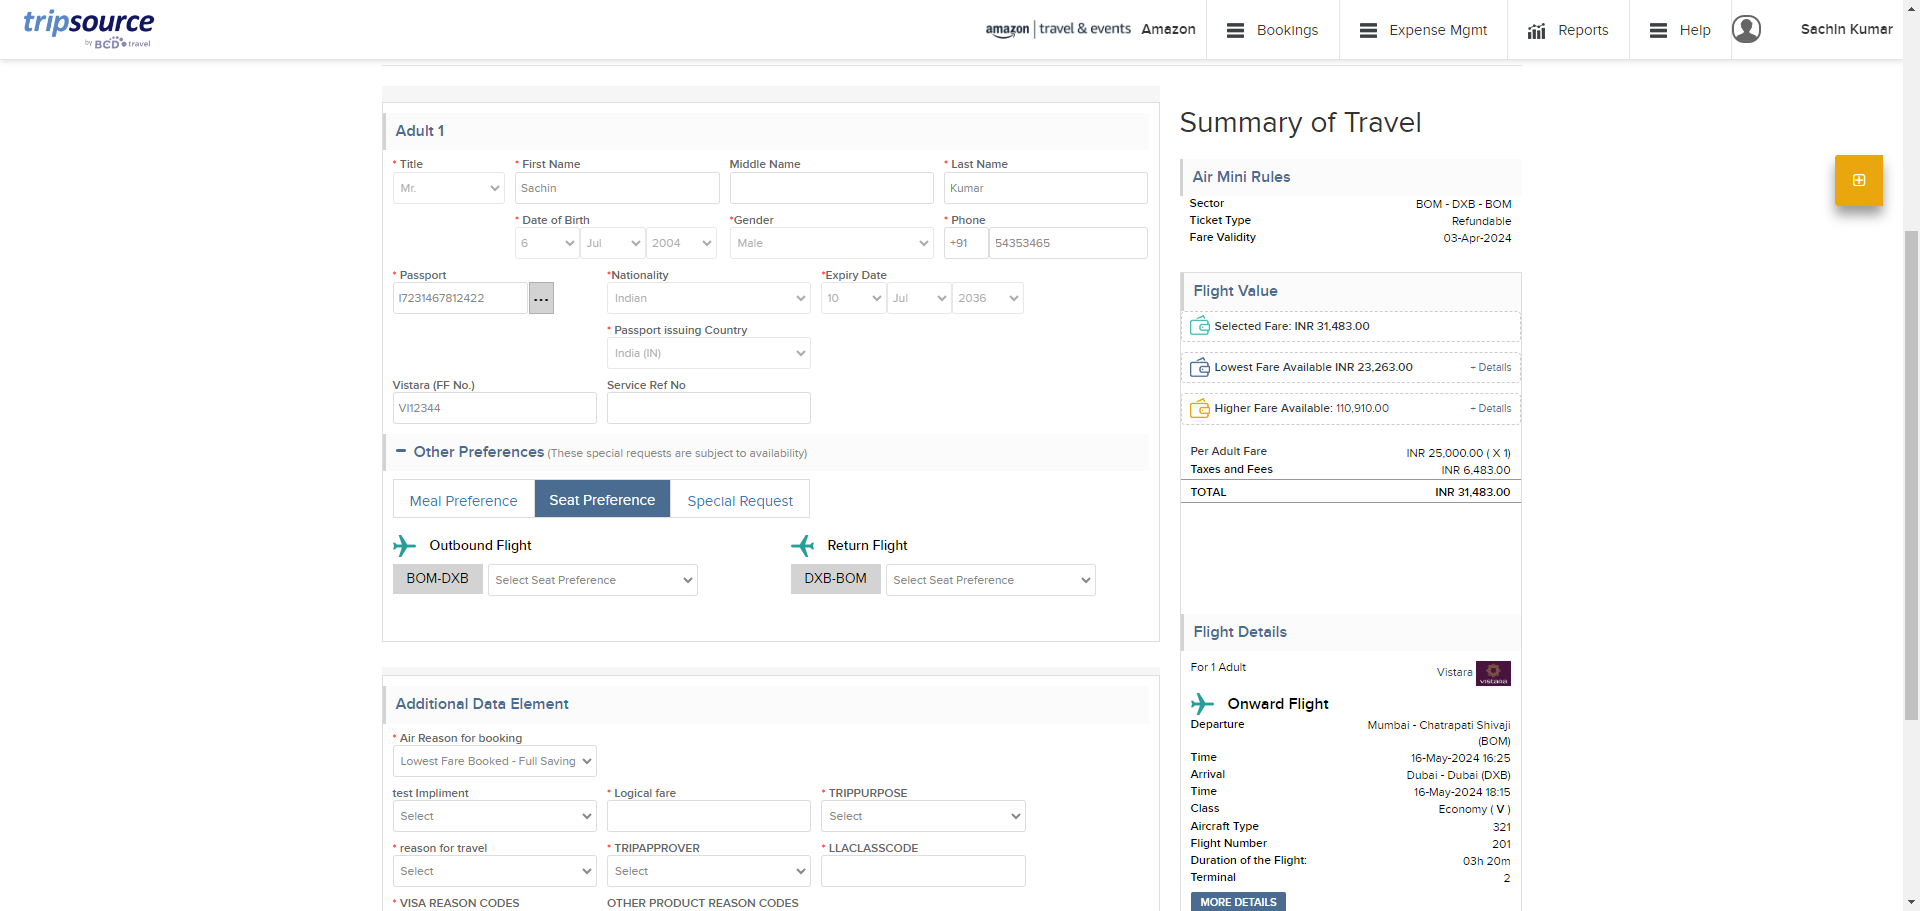 tripsource
by BCD travel
amazon | travel & events Amazon
Bookings
Expense Mgmt
Reports
Help
Sachin Kumar
Adult 1
* Title
* First Name
Middle Name
* Last Name
Mr.
Sachin
Kumar
* Date of Birth
*Gender
* Phone
6
Jul
2004
Male
+91
54353465
* Passport
*Nationality
*Expiry Date
I7231467812422
...
Indian
10
Jul
2036
* Passport issuing Country
India (IN)
Vistara (FF No.)
Service Ref No
VI12344
Other Preferences (These special requests are subject to availability)
Meal Preference
Seat Preference
Special Request
Outbound Flight
Return Flight
BOM-DXB
Select Seat Preference
DXB-BOM
Select Seat Preference
Additional Data Element
* Air Reason for booking
Lowest Fare Booked - Full Saving
test Impliment
* Logical fare
* TRIPPURPOSE
Select
Select
* reason for travel
* TRIPAPPROVER
* LLACLASSCODE
Select
Select
* VISA REASON CODES
OTHER PRODUCT REASON CODES
Summary of Travel
Air Mini Rules
Sector BOM - DXB - BOM
Ticket Type Refundable
Fare Validity 03-Apr-2024
Flight Value
Selected Fare: INR 31,483.00
Lowest Fare Available INR 23,263.00 + Details
Higher Fare Available: 110,910.00 + Details
Per Adult Fare INR 25,000.00 ( X 1)
Taxes and Fees INR 6,483.00
TOTAL INR 31,483.00
Flight Details
For 1 Adult Vistara
VISTARA
Onward Flight
Departure Mumbai - Chatrapati Shivaji
(BOM)
Time 16-May-2024 16:25
Arrival Dubai - Dubai (DXB)
Time 16-May-2024 18:15
Class Economy ( V )
Aircraft Type 321
Flight Number 201
Duration of the Flight: 03h 20m
Terminal 2
MORE DETAILS